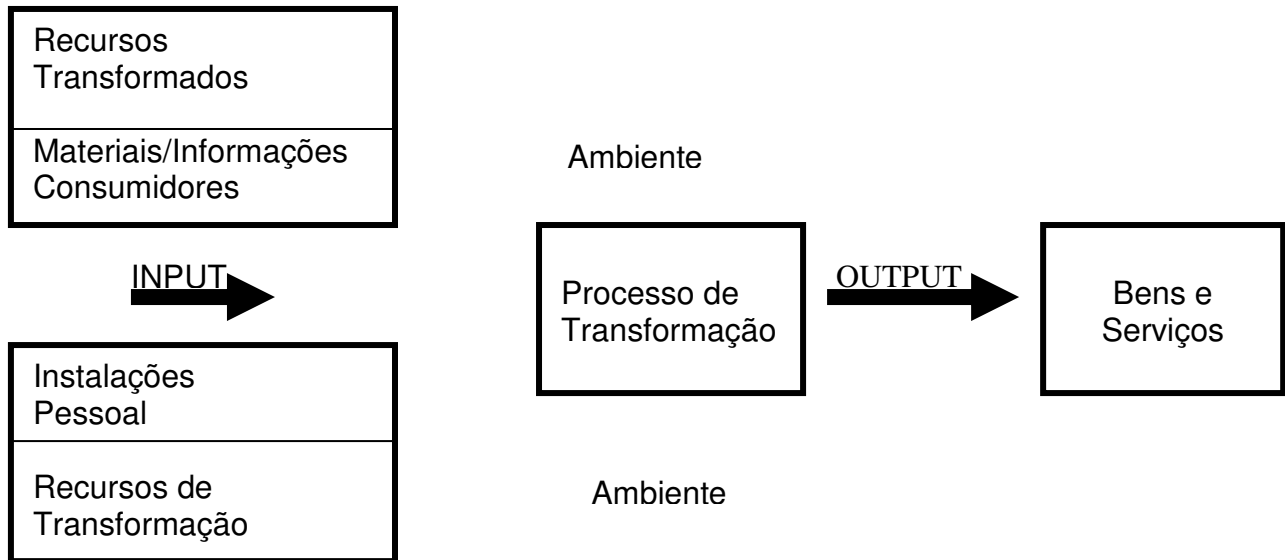 Recursos
Transformados
Materiais/Informações
Consumidores
Ambiente
INPUT
Processo de
Transformação
OUTPUT
Bens e
Serviços
Instalações
Pessoal
Recursos de
Transformação
Ambiente